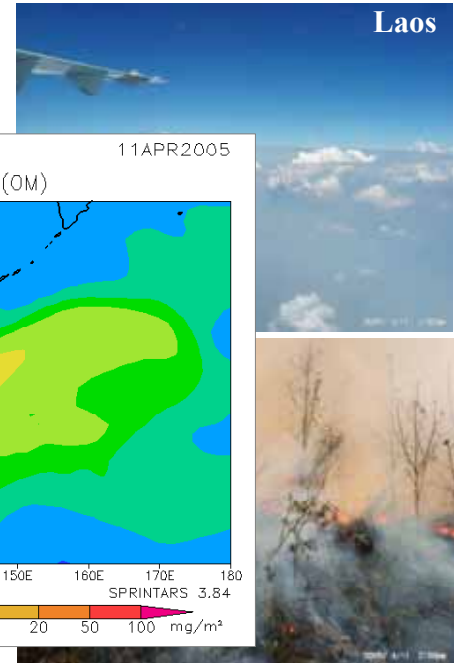 Laos
11APR2005
(OM)
150E 160E 170E 180
SPRINTARS 3.84
20 50 100 mg/m²